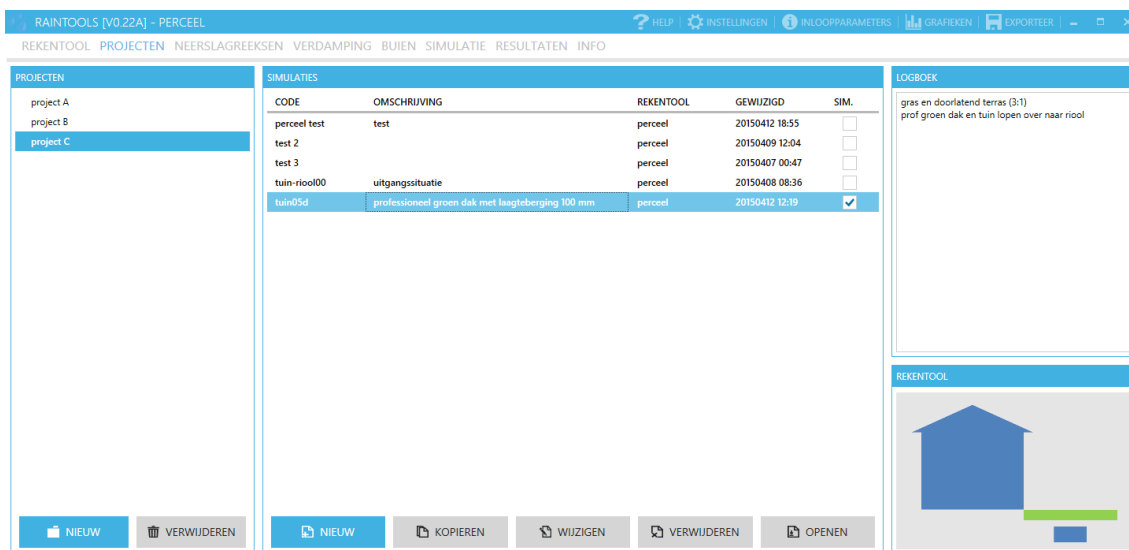 RAINTOOLS [V0.22A] - PERCEEL
HELP | INSTELLINGEN | INLOOPPARAMETERS | GRAFIEKEN | EXPORTEER |
REKENTOOL PROJECTEN NEERSLAGREEKSEN VERDAMPING BUIEN SIMULATIE RESULTATEN INFO
PROJECTEN
project A
project B
project C
NIEUW
VERWIJDEREN
SIMULATIES
CODE OMSCHRIJVING REKENTOOL GEWIJZIGD SIM.
perceel test test perceel 20150412 18:55
test 2 perceel 20150409 12:04
test 3 perceel 20150407 00:47
tuin-riool00 uitgangssituatie perceel 20150408 08:36
tuin05d professioneel groen dak met laagteberging 100 mm perceel 20150412 12:19
NIEUW
KOPIEREN
WIJZIGEN
VERWIJDEREN
OPENEN
LOGBOEK
gras en doorlatend terras (3:1)
prof groen dak en tuin lopen over naar riool
REKENTOOL